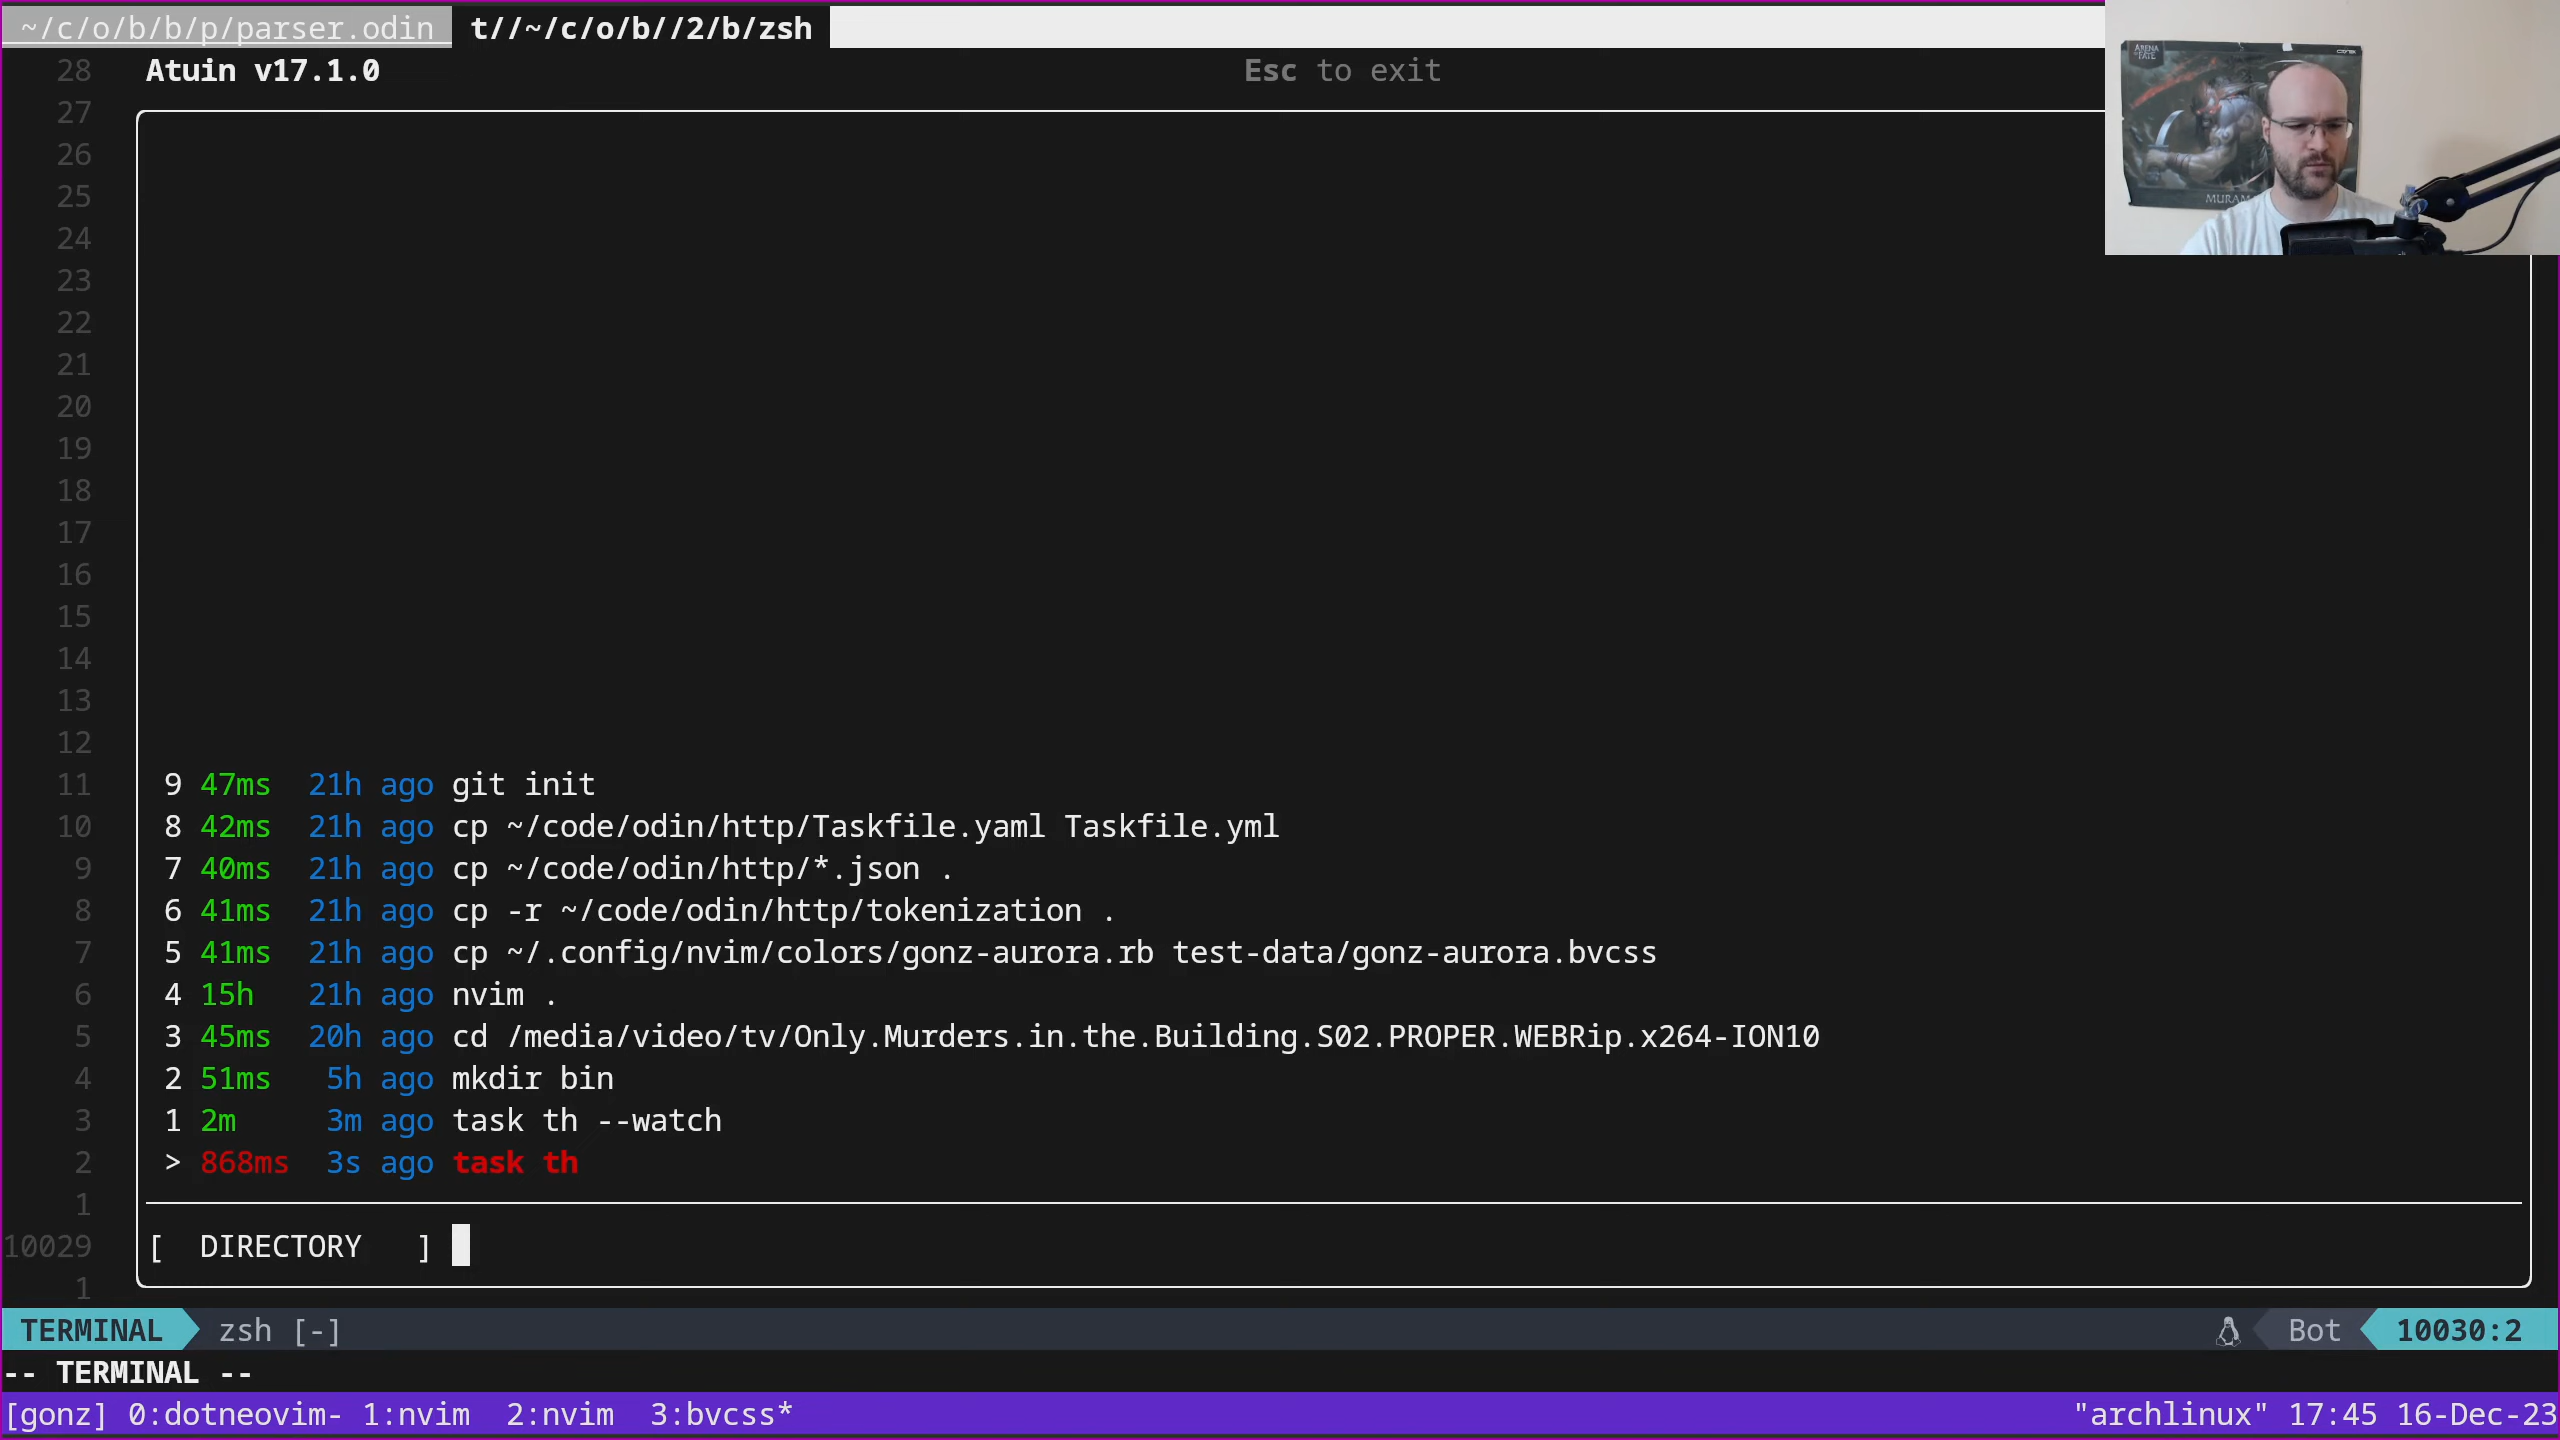 ~/c/o/b/b/p/parser.odin t//~/c/o/b//2/b/zsh
28 Atuin v17.1.0 Esc to exit
27
26
25
24
23
22
21
20
19
18
17
16
15
14
13
12
11 9 47ms 21h ago git init
10 8 42ms 21h ago cp ~/code/odin/http/Taskfile.yaml Taskfile.yml
9 7 40ms 21h ago cp ~/code/odin/http/*.json .
8 6 41ms 21h ago cp -r ~/code/odin/http/tokenization .
7 5 41ms 21h ago cp ~/.config/nvim/colors/gonz-aurora.rb test-data/gonz-aurora.bvcss
6 4 15h 21h ago nvim .
5 3 45ms 20h ago cd /media/video/tv/Only.Murders.in.the.Building.S02.PROPER.WEBRip.x264-ION10
4 2 51ms 5h ago mkdir bin
3 1 2m 3m ago task th --watch
2 > 868ms 3s ago task th
1
10029 [ DIRECTORY ]
1
TERMINAL zsh [-] Bot 10030:2
-- TERMINAL --
[gonz] 0:dotneovim- 1:nvim 2:nvim 3:bvcss* "archlinux" 17:45 16-Dec-23
ARENA
OF FATE